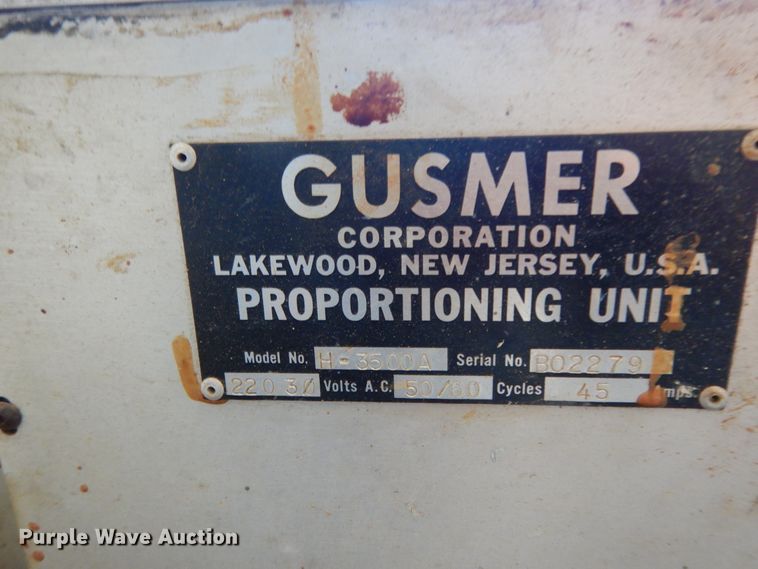 GUSMER
CORPORATION
LAKEWOOD, NEW JERSEY, U.S.A.
PROPORTIONING UNIT
Model No. H-3500A Serial No. B02279
220 3Ø Volts A.C. 50/60 Cycles 45 Amps.
Purple Wave Auction®